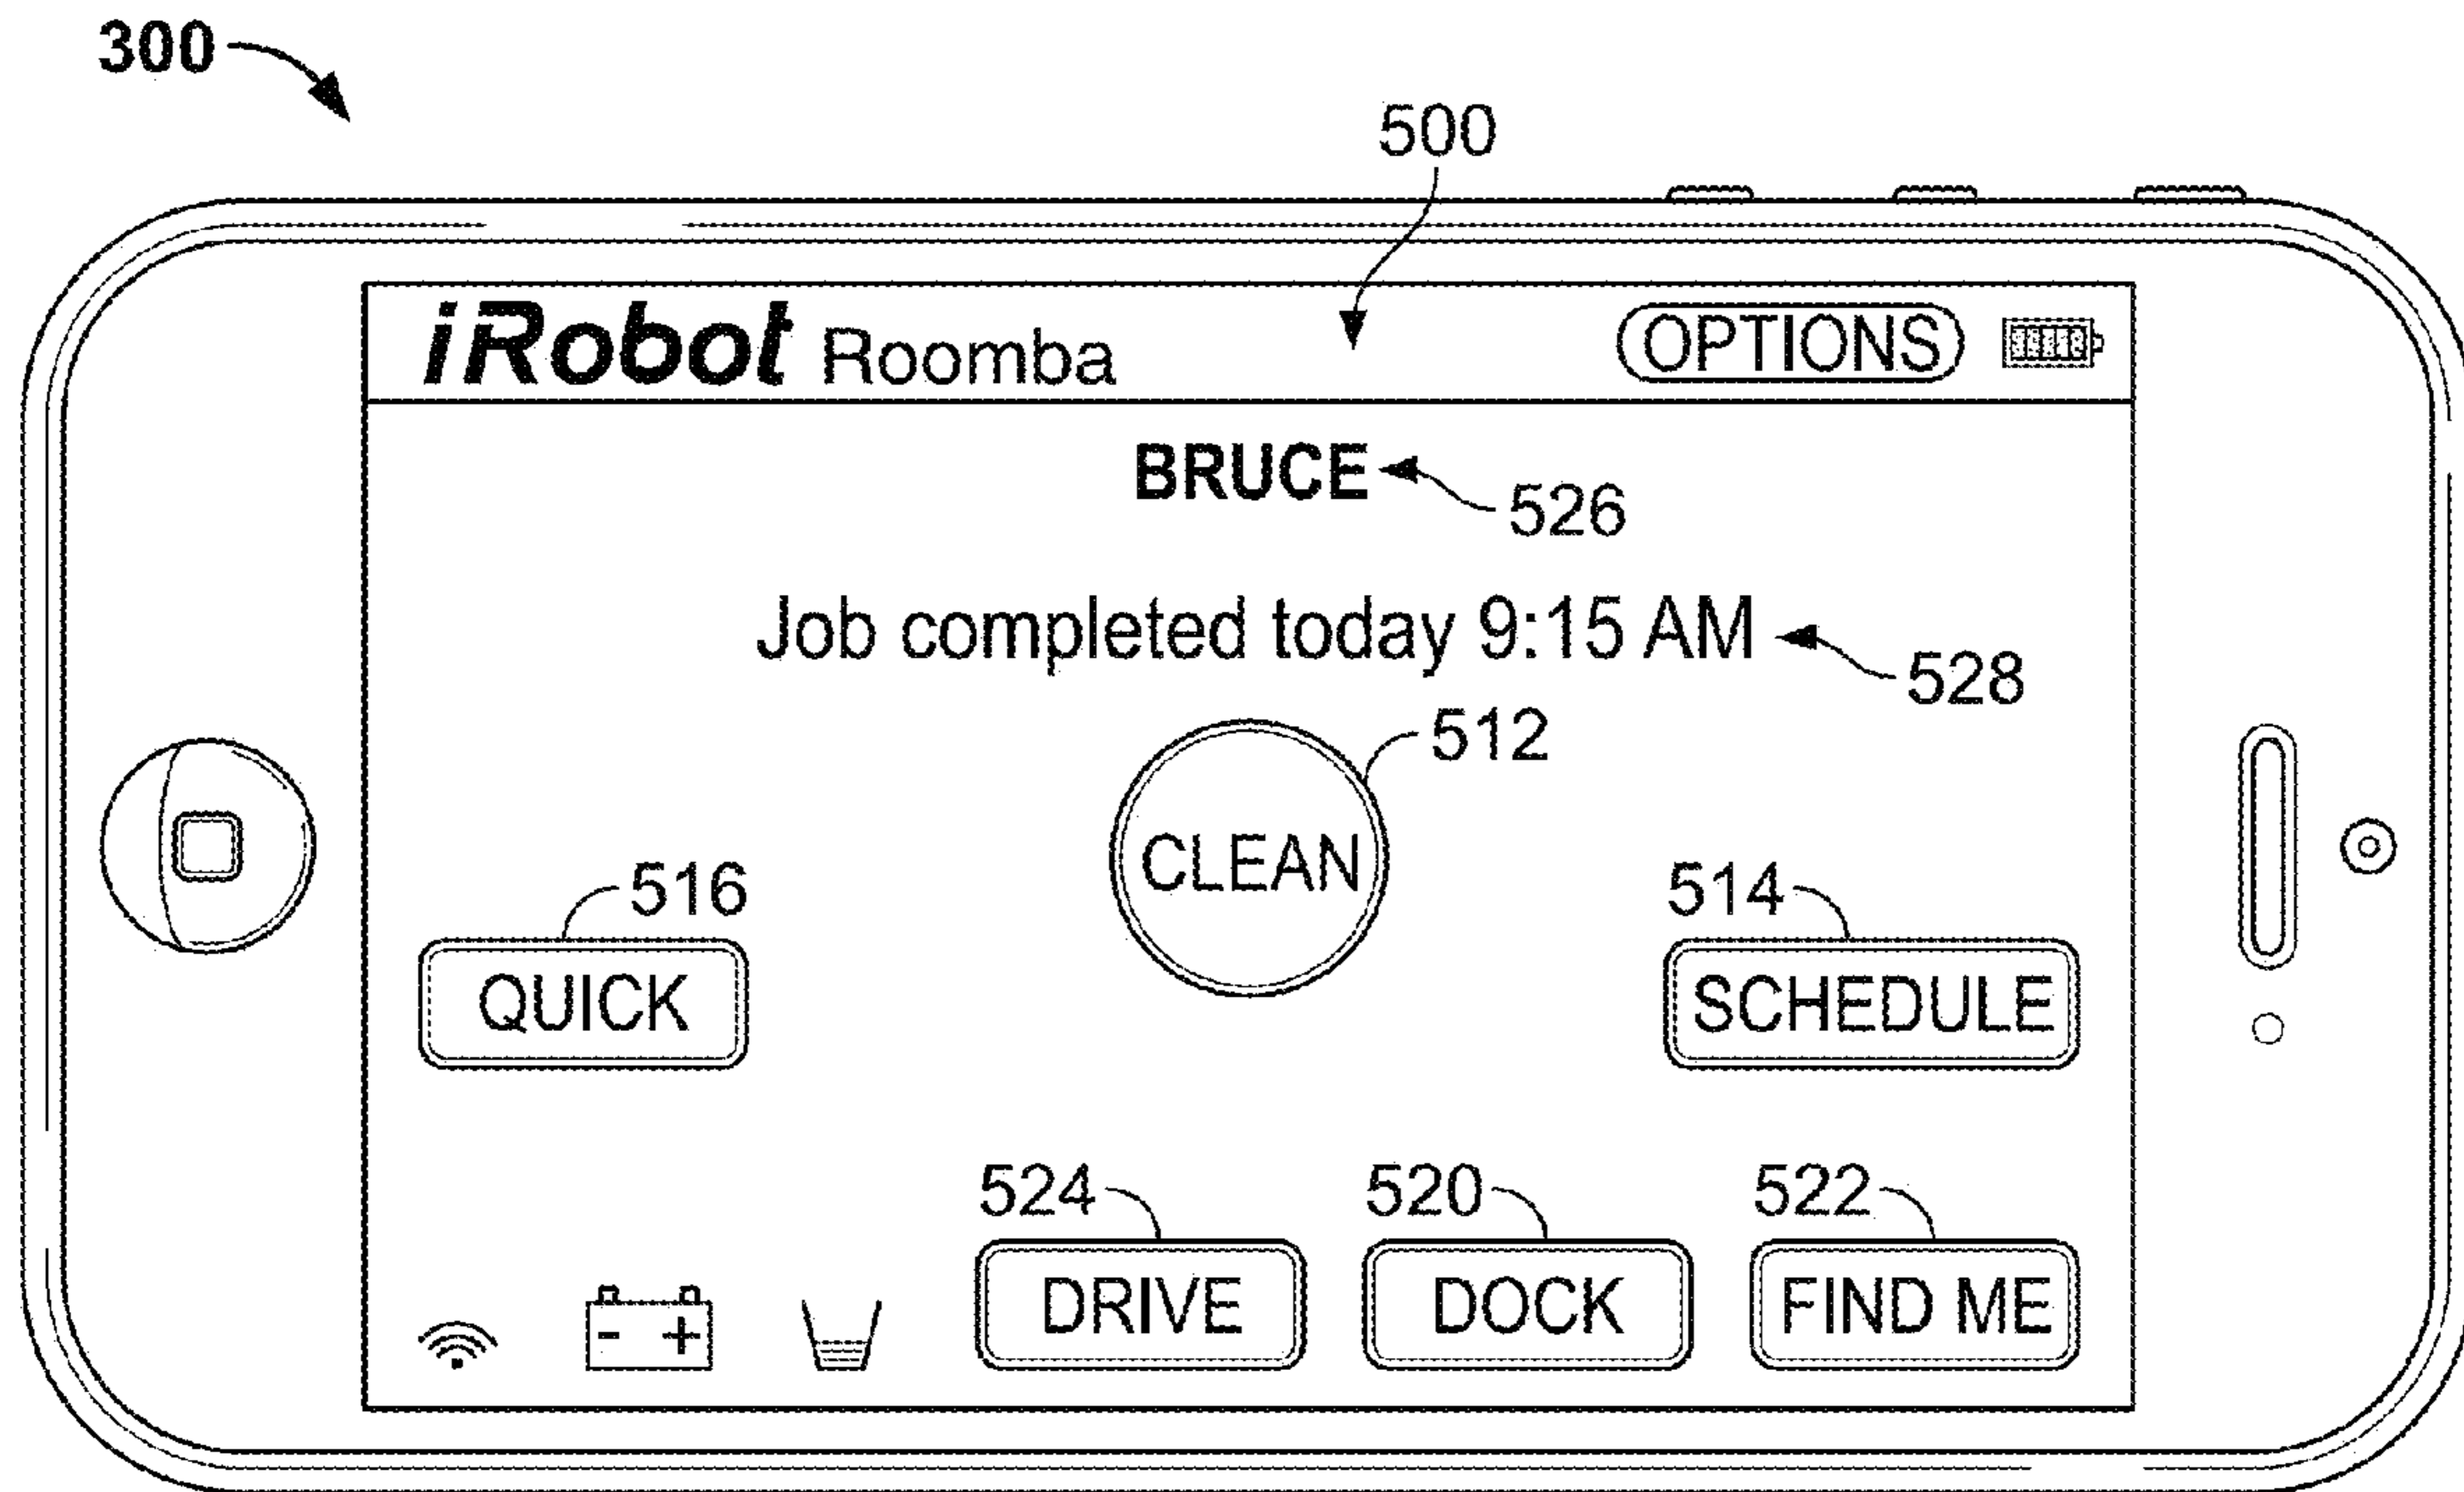 300
500
iRobot Roomba OPTIONS
BRUCE
526
Job completed today 9:15 AM
528
512
CLEAN
516
514
QUICK
SCHEDULE
524 520 522
- + DRIVE DOCK FIND ME